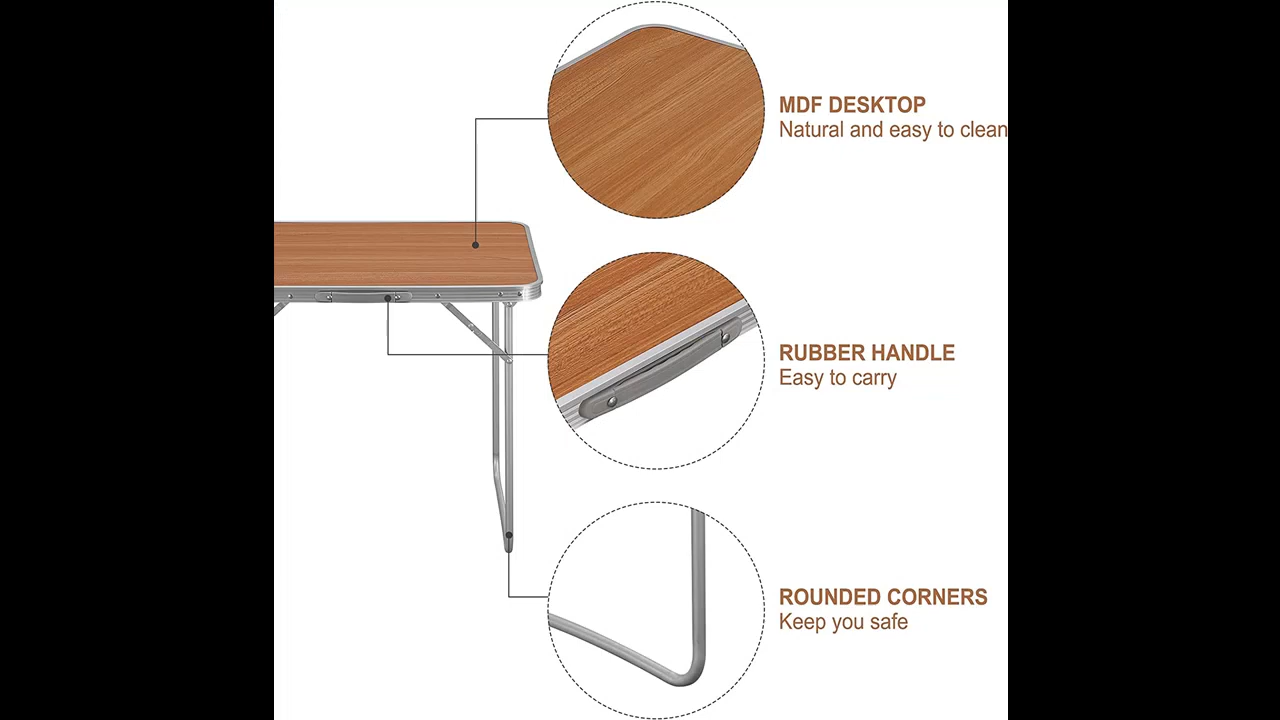 MDF DESKTOP
Natural and easy to clean
RUBBER HANDLE
Easy to carry
ROUNDED CORNERS
Keep you safe